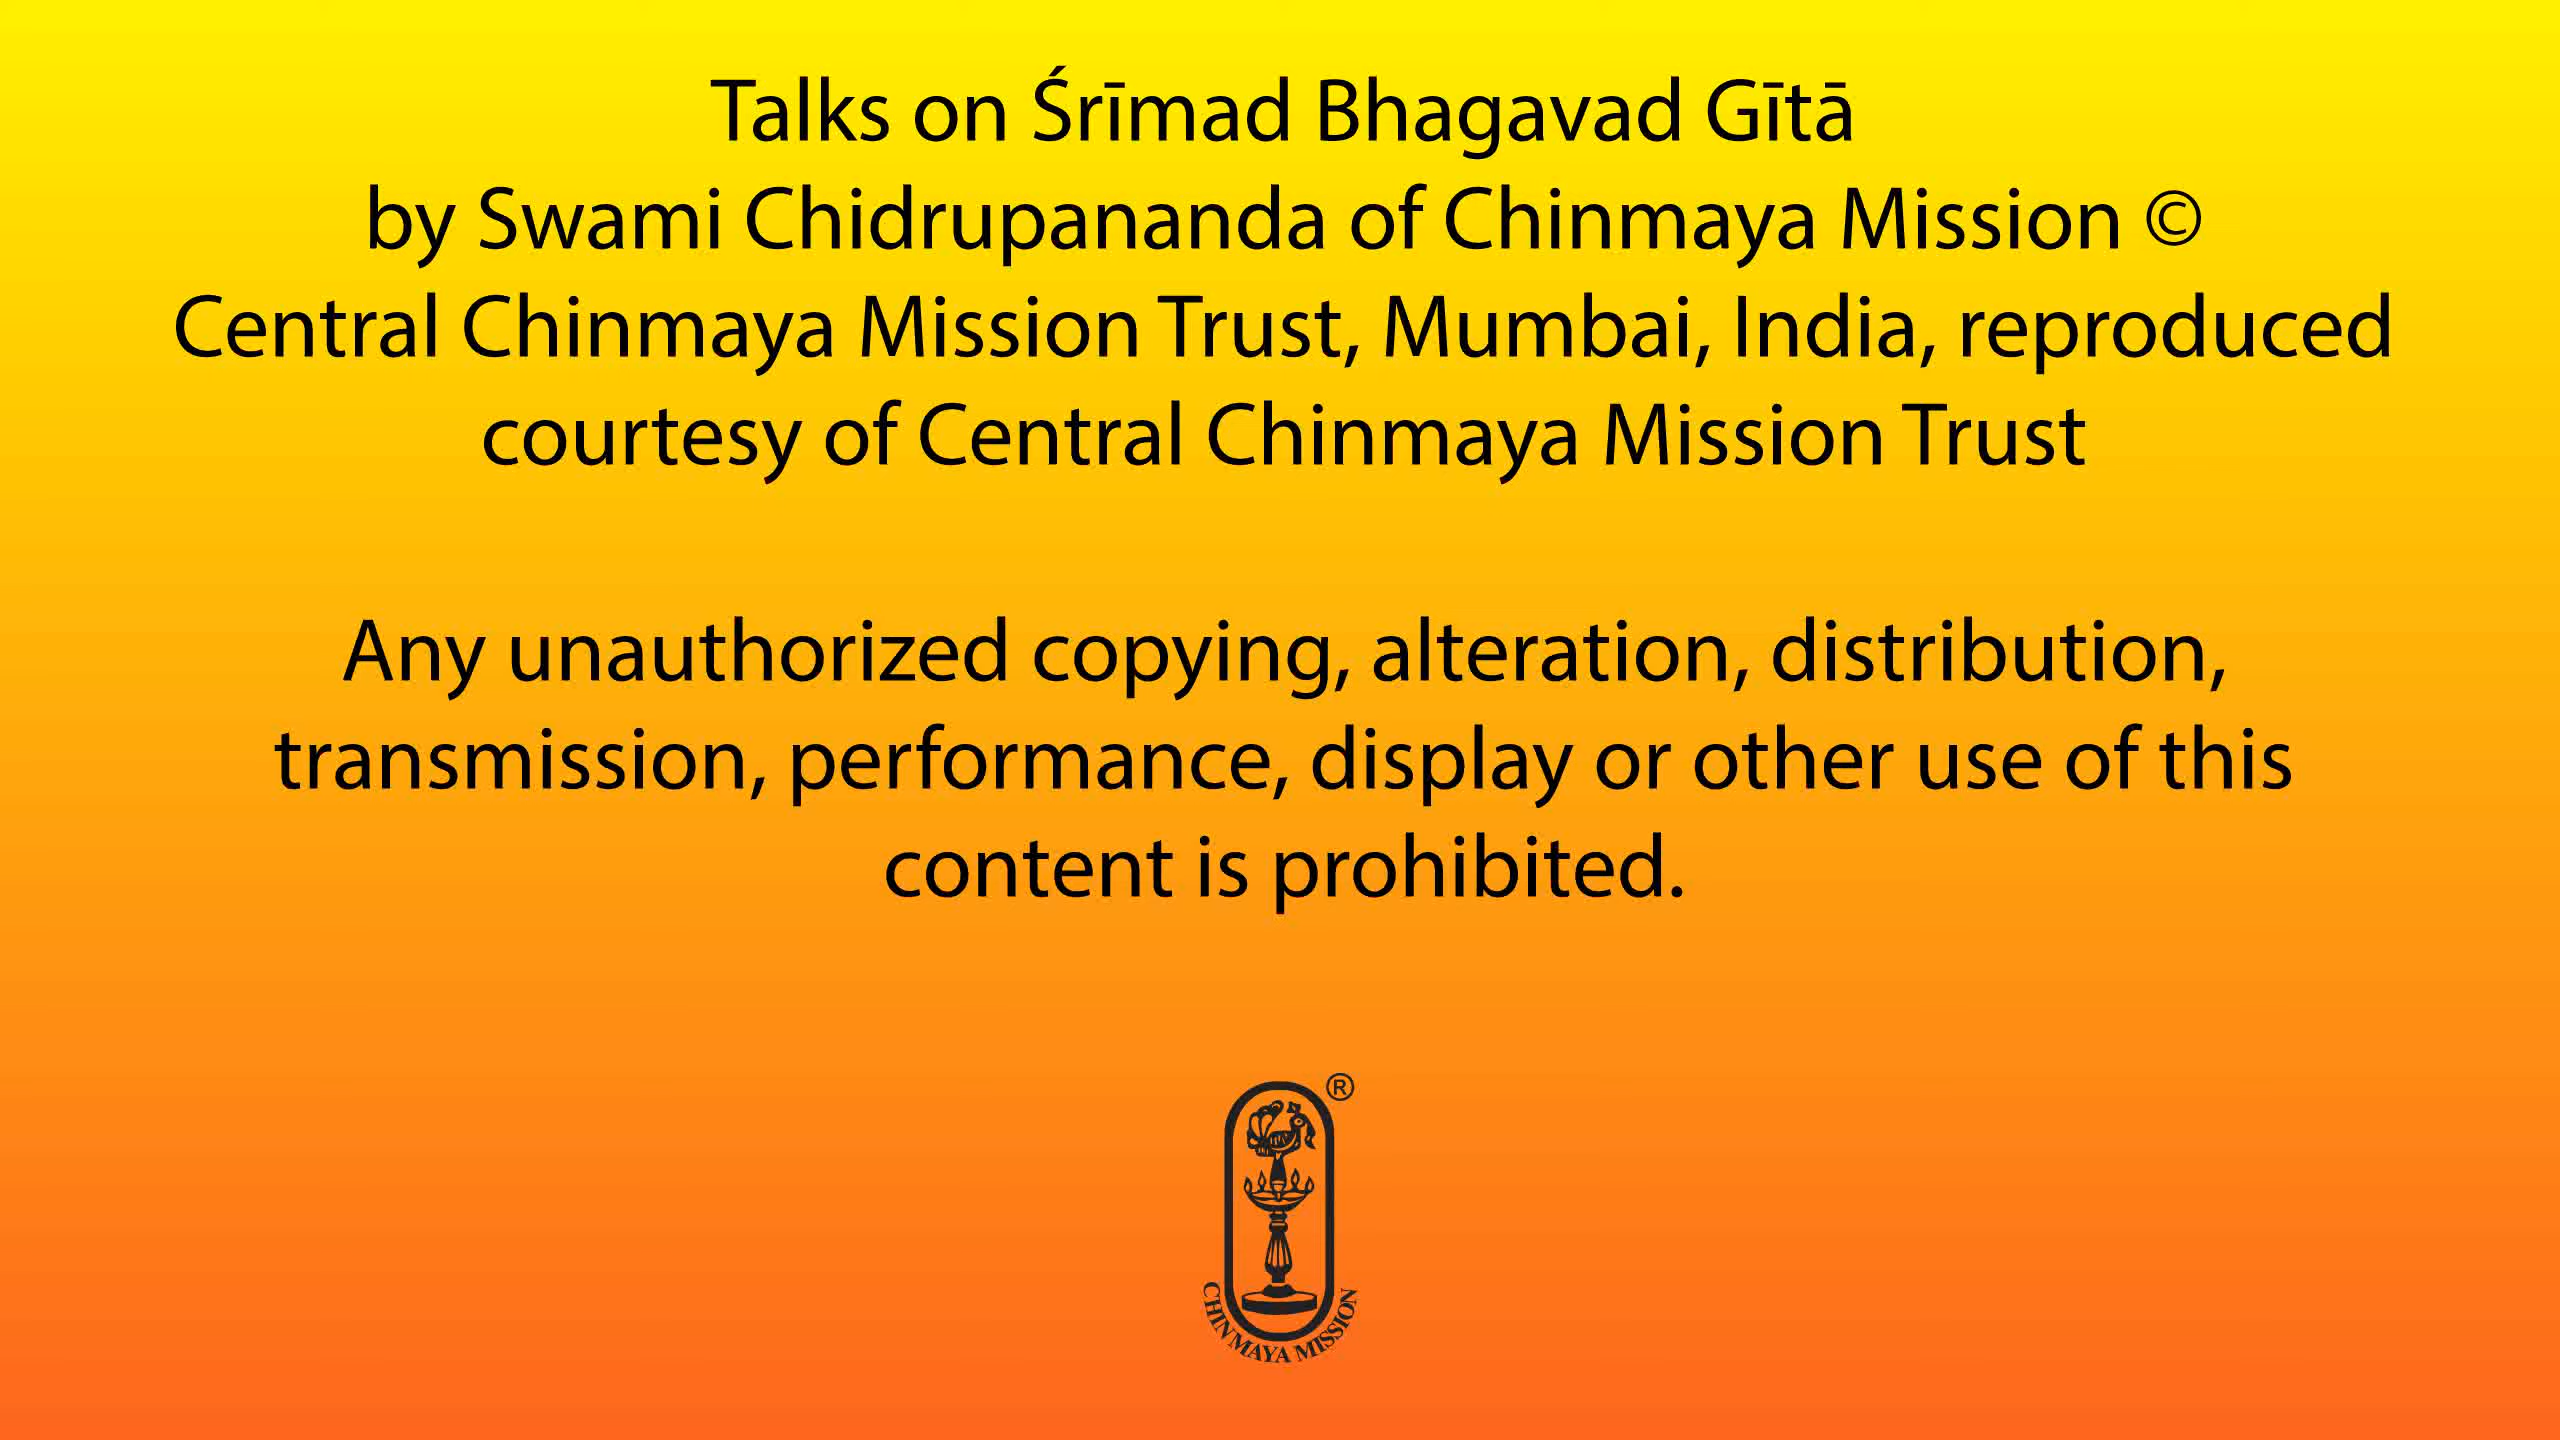 Talks on Śrīmad Bhagavad Gītā
by Swami Chidrupananda of Chinmaya Mission ©
Central Chinmaya Mission Trust, Mumbai, India, reproduced
courtesy of Central Chinmaya Mission Trust
Any unauthorized copying, alteration, distribution,
transmission, performance, display or other use of this
content is prohibited.
®
CHINMAYA MISSION